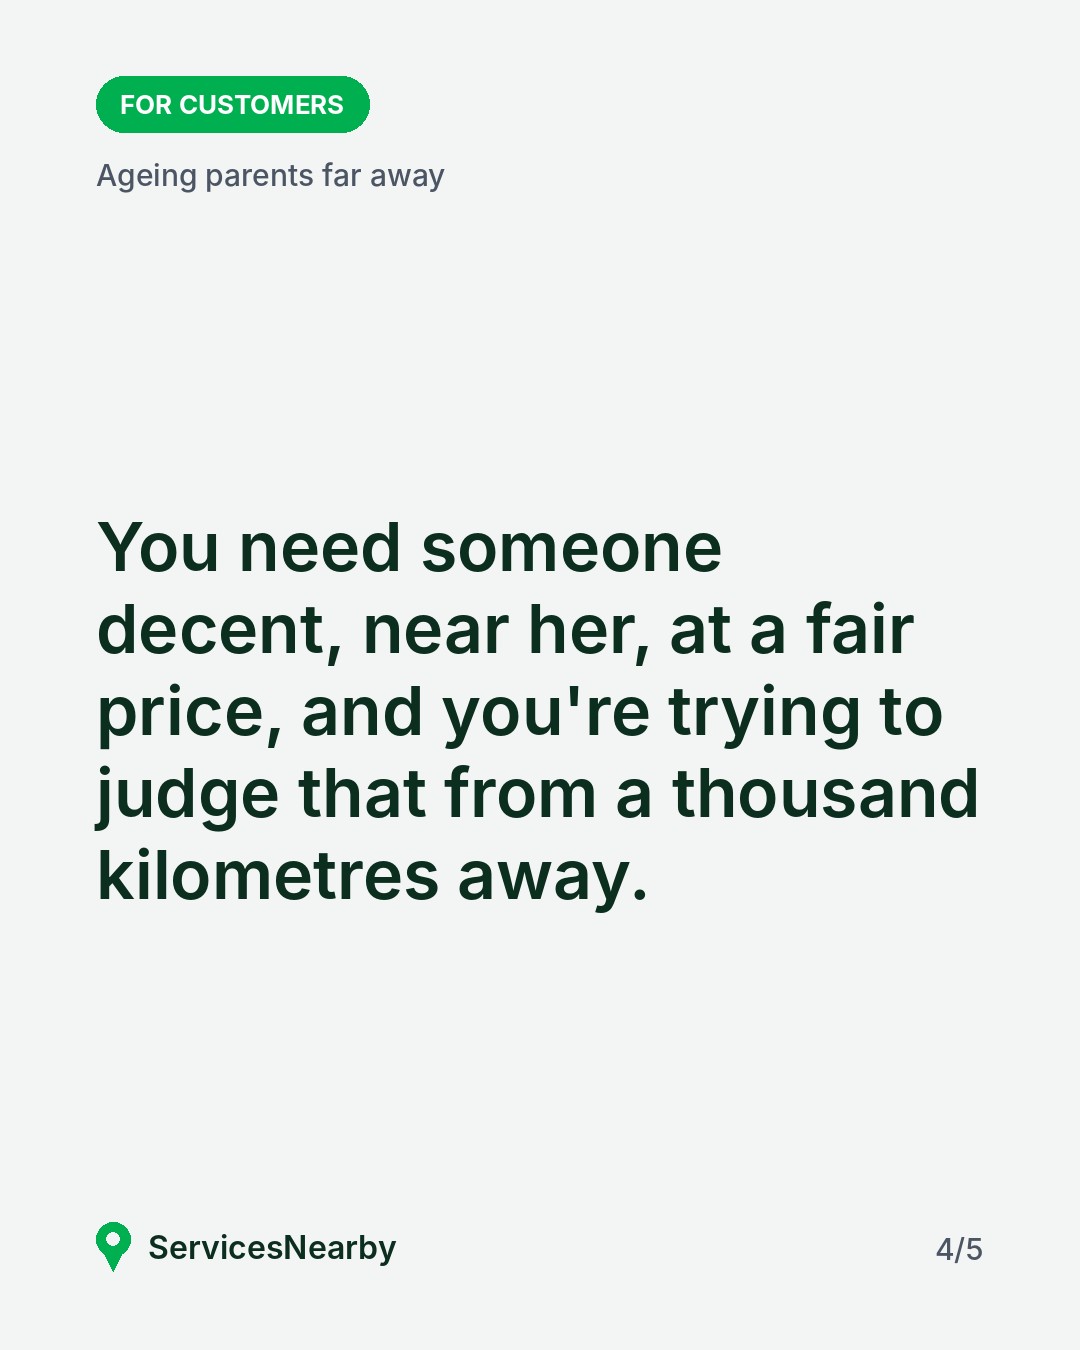 FOR CUSTOMERS
Ageing parents far away
You need someone
decent, near her, at a fair
price, and you're trying to
judge that from a thousand
kilometres away.
ServicesNearby
4/5